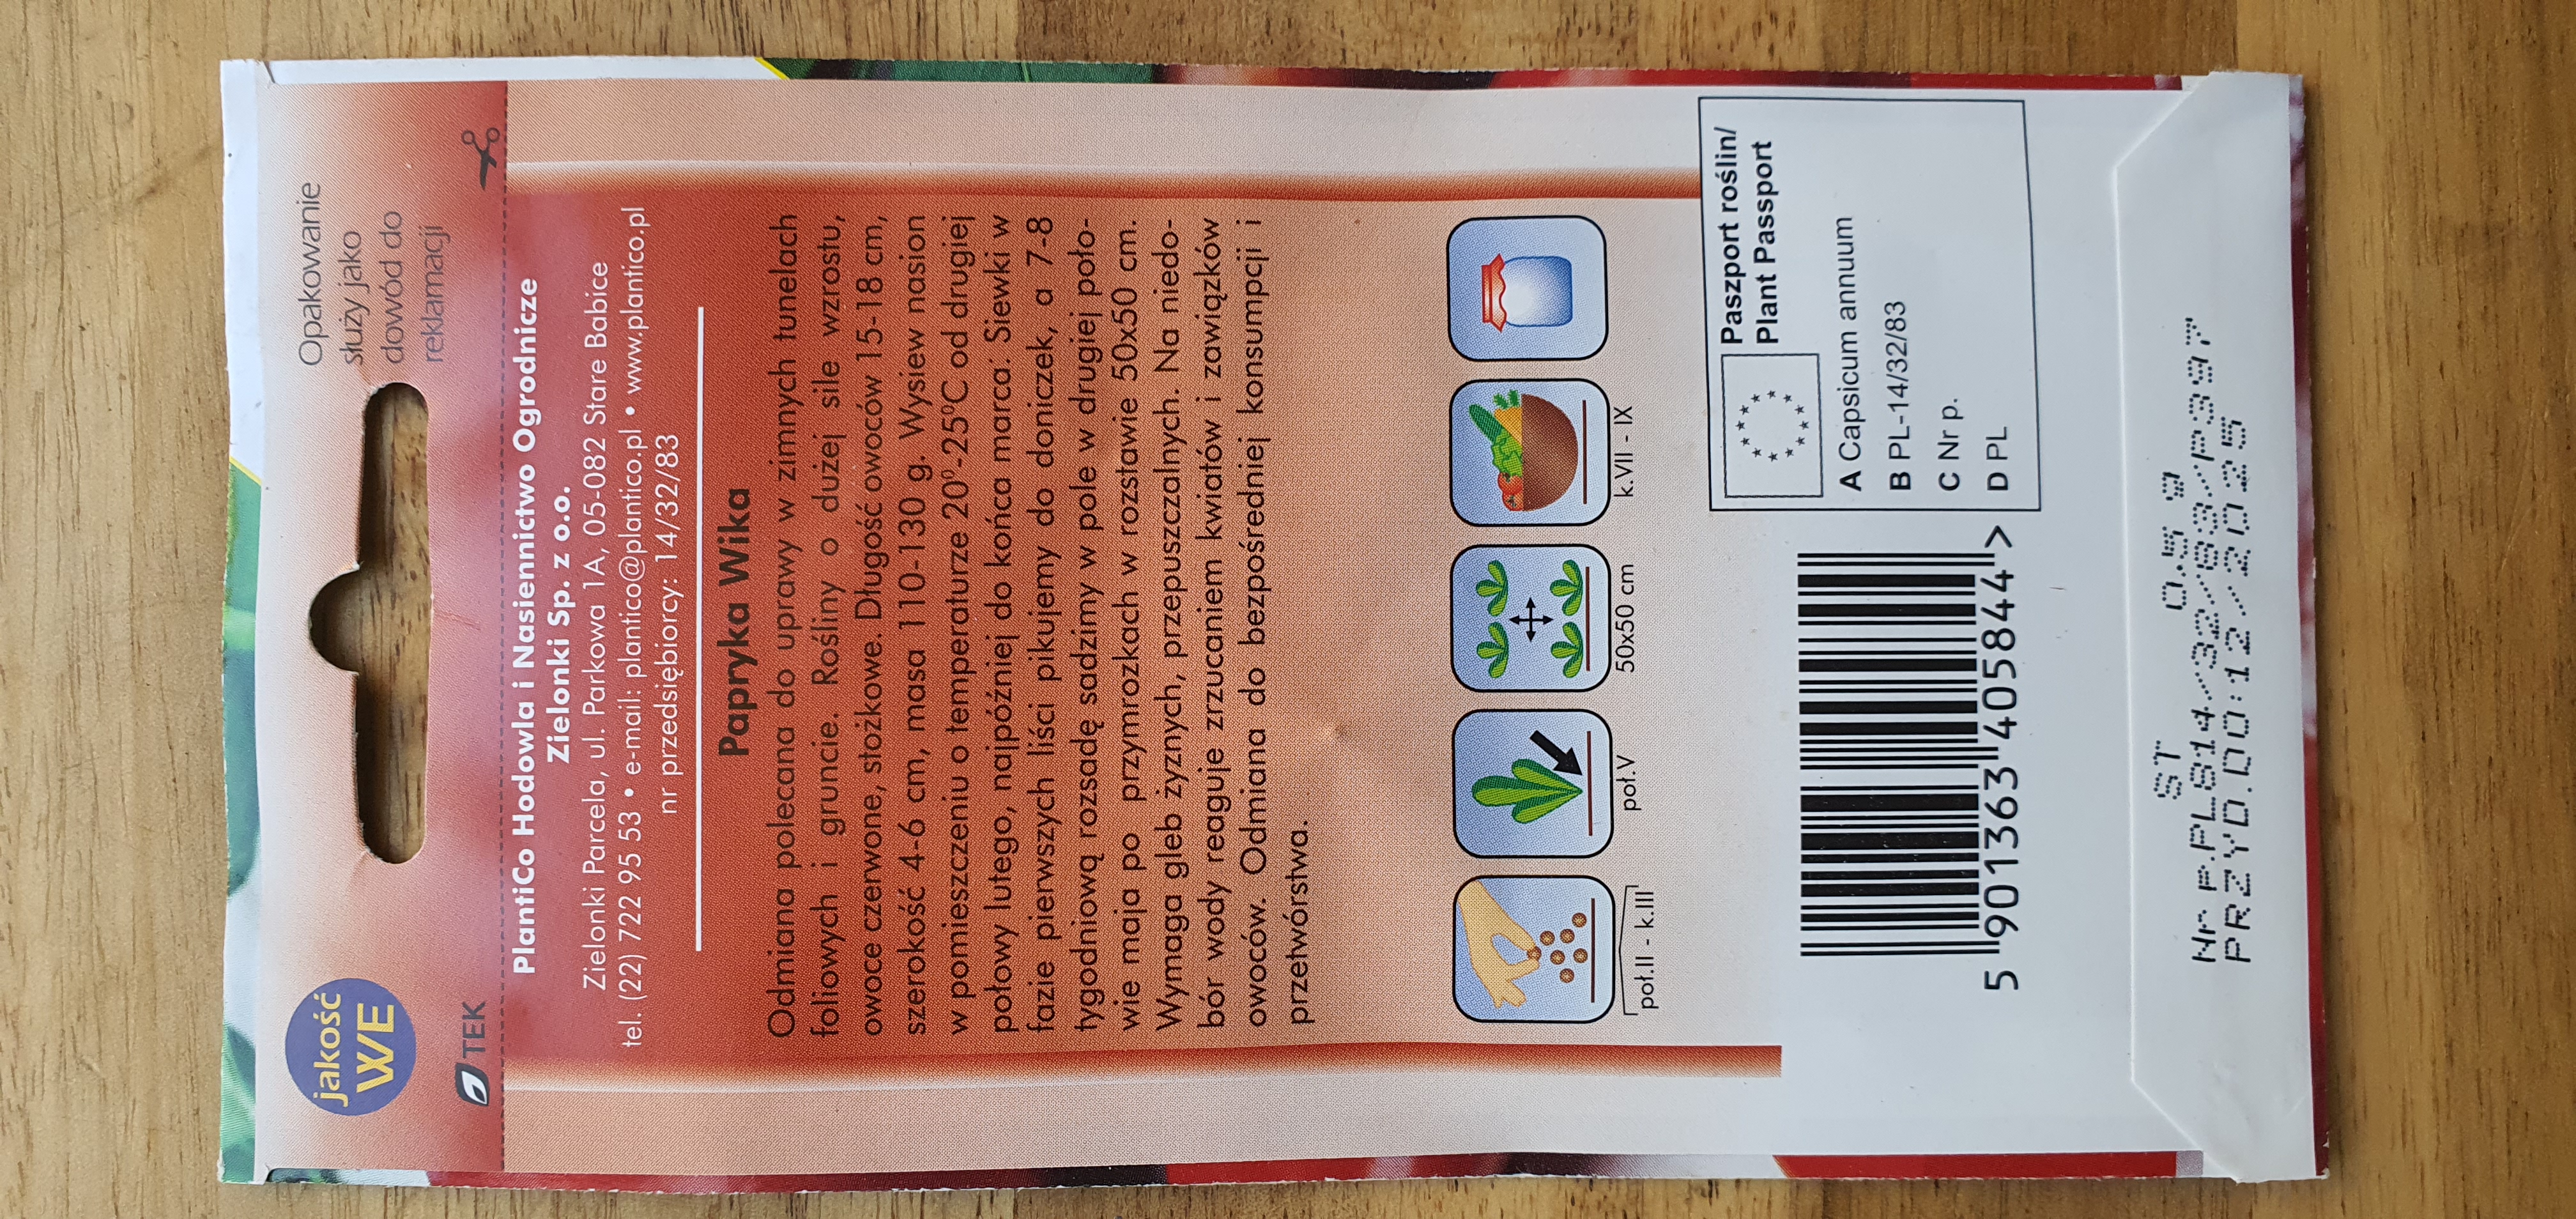 Opakowanie
służy jako
dowód do
reklamacji
jakość
WE
TEK
PlantiCo Hodowla i Nasiennictwo Ogrodnicze
Zielonki Sp. z o.o.
Zielonki Parcela, ul. Parkowa 1A, 05-082 Stare Babice
tel. (22) 722 95 53 • e-mail: plantico@plantico.pl • www.plantico.pl
nr przedsiębiorcy: 14/32/83
Papryka Wika
Odmiana polecana do uprawy w zimnych tunelach
foliowych i gruncie. Rośliny o dużej sile wzrostu,
owoce czerwone, stożkowe. Długość owoców 15-18 cm,
szerokość 4-6 cm, masa 110-130 g. Wysiew nasion
w pomieszczeniu o temperaturze 20⁰-25⁰C od drugiej
połowy lutego, najpóźniej do końca marca. Siewki w
fazie pierwszych liści pikujemy do doniczek, a 7-8
tygodniową rozsadę sadzimy w pole w drugiej poło-
wie maja po przymrozkach w rozstawie 50x50 cm.
Wymaga gleb żyznych, przepuszczalnych. Na niedo-
bór wody reaguje zrzucaniem kwiatów i zawiązków
owoców. Odmiana do bezpośredniej konsumpcji i
przetwórstwa.
poł.II - k.III
poł.V
50x50 cm
k.VII - IX
Paszport roślin/
Plant Passport
A Capsicum annuum
B PL-14/32/83
C Nr p.
D PL
5 901363 405844 >
ST 0.5 g
Nr P.PL814/32/83/P397
PRZYD.DO:12/2025